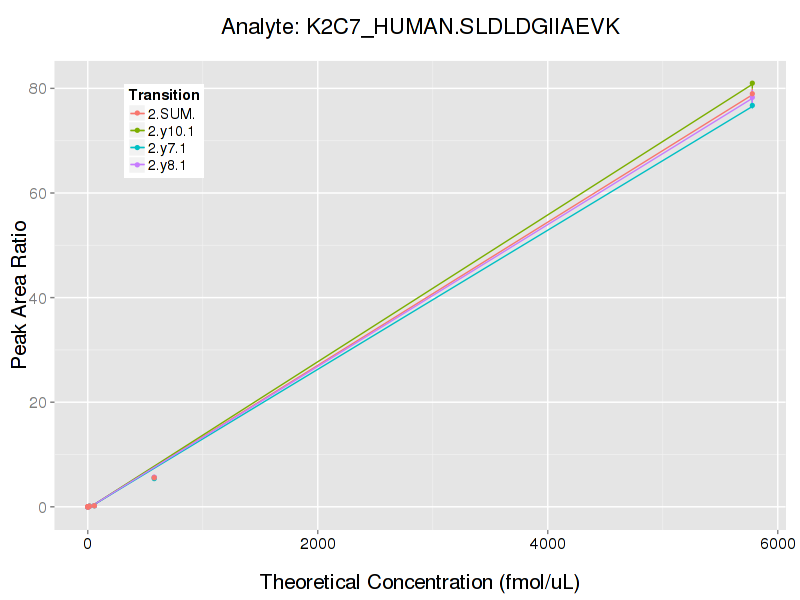 Analyte: K2C7_HUMAN.SLDLDGIIAEVK
Transition
2.SUM.
2.y10.1
2.y7.1
2.y8.1
Peak Area Ratio
80
60
40
20
0
0 2000 4000 6000
Theoretical Concentration (fmol/uL)